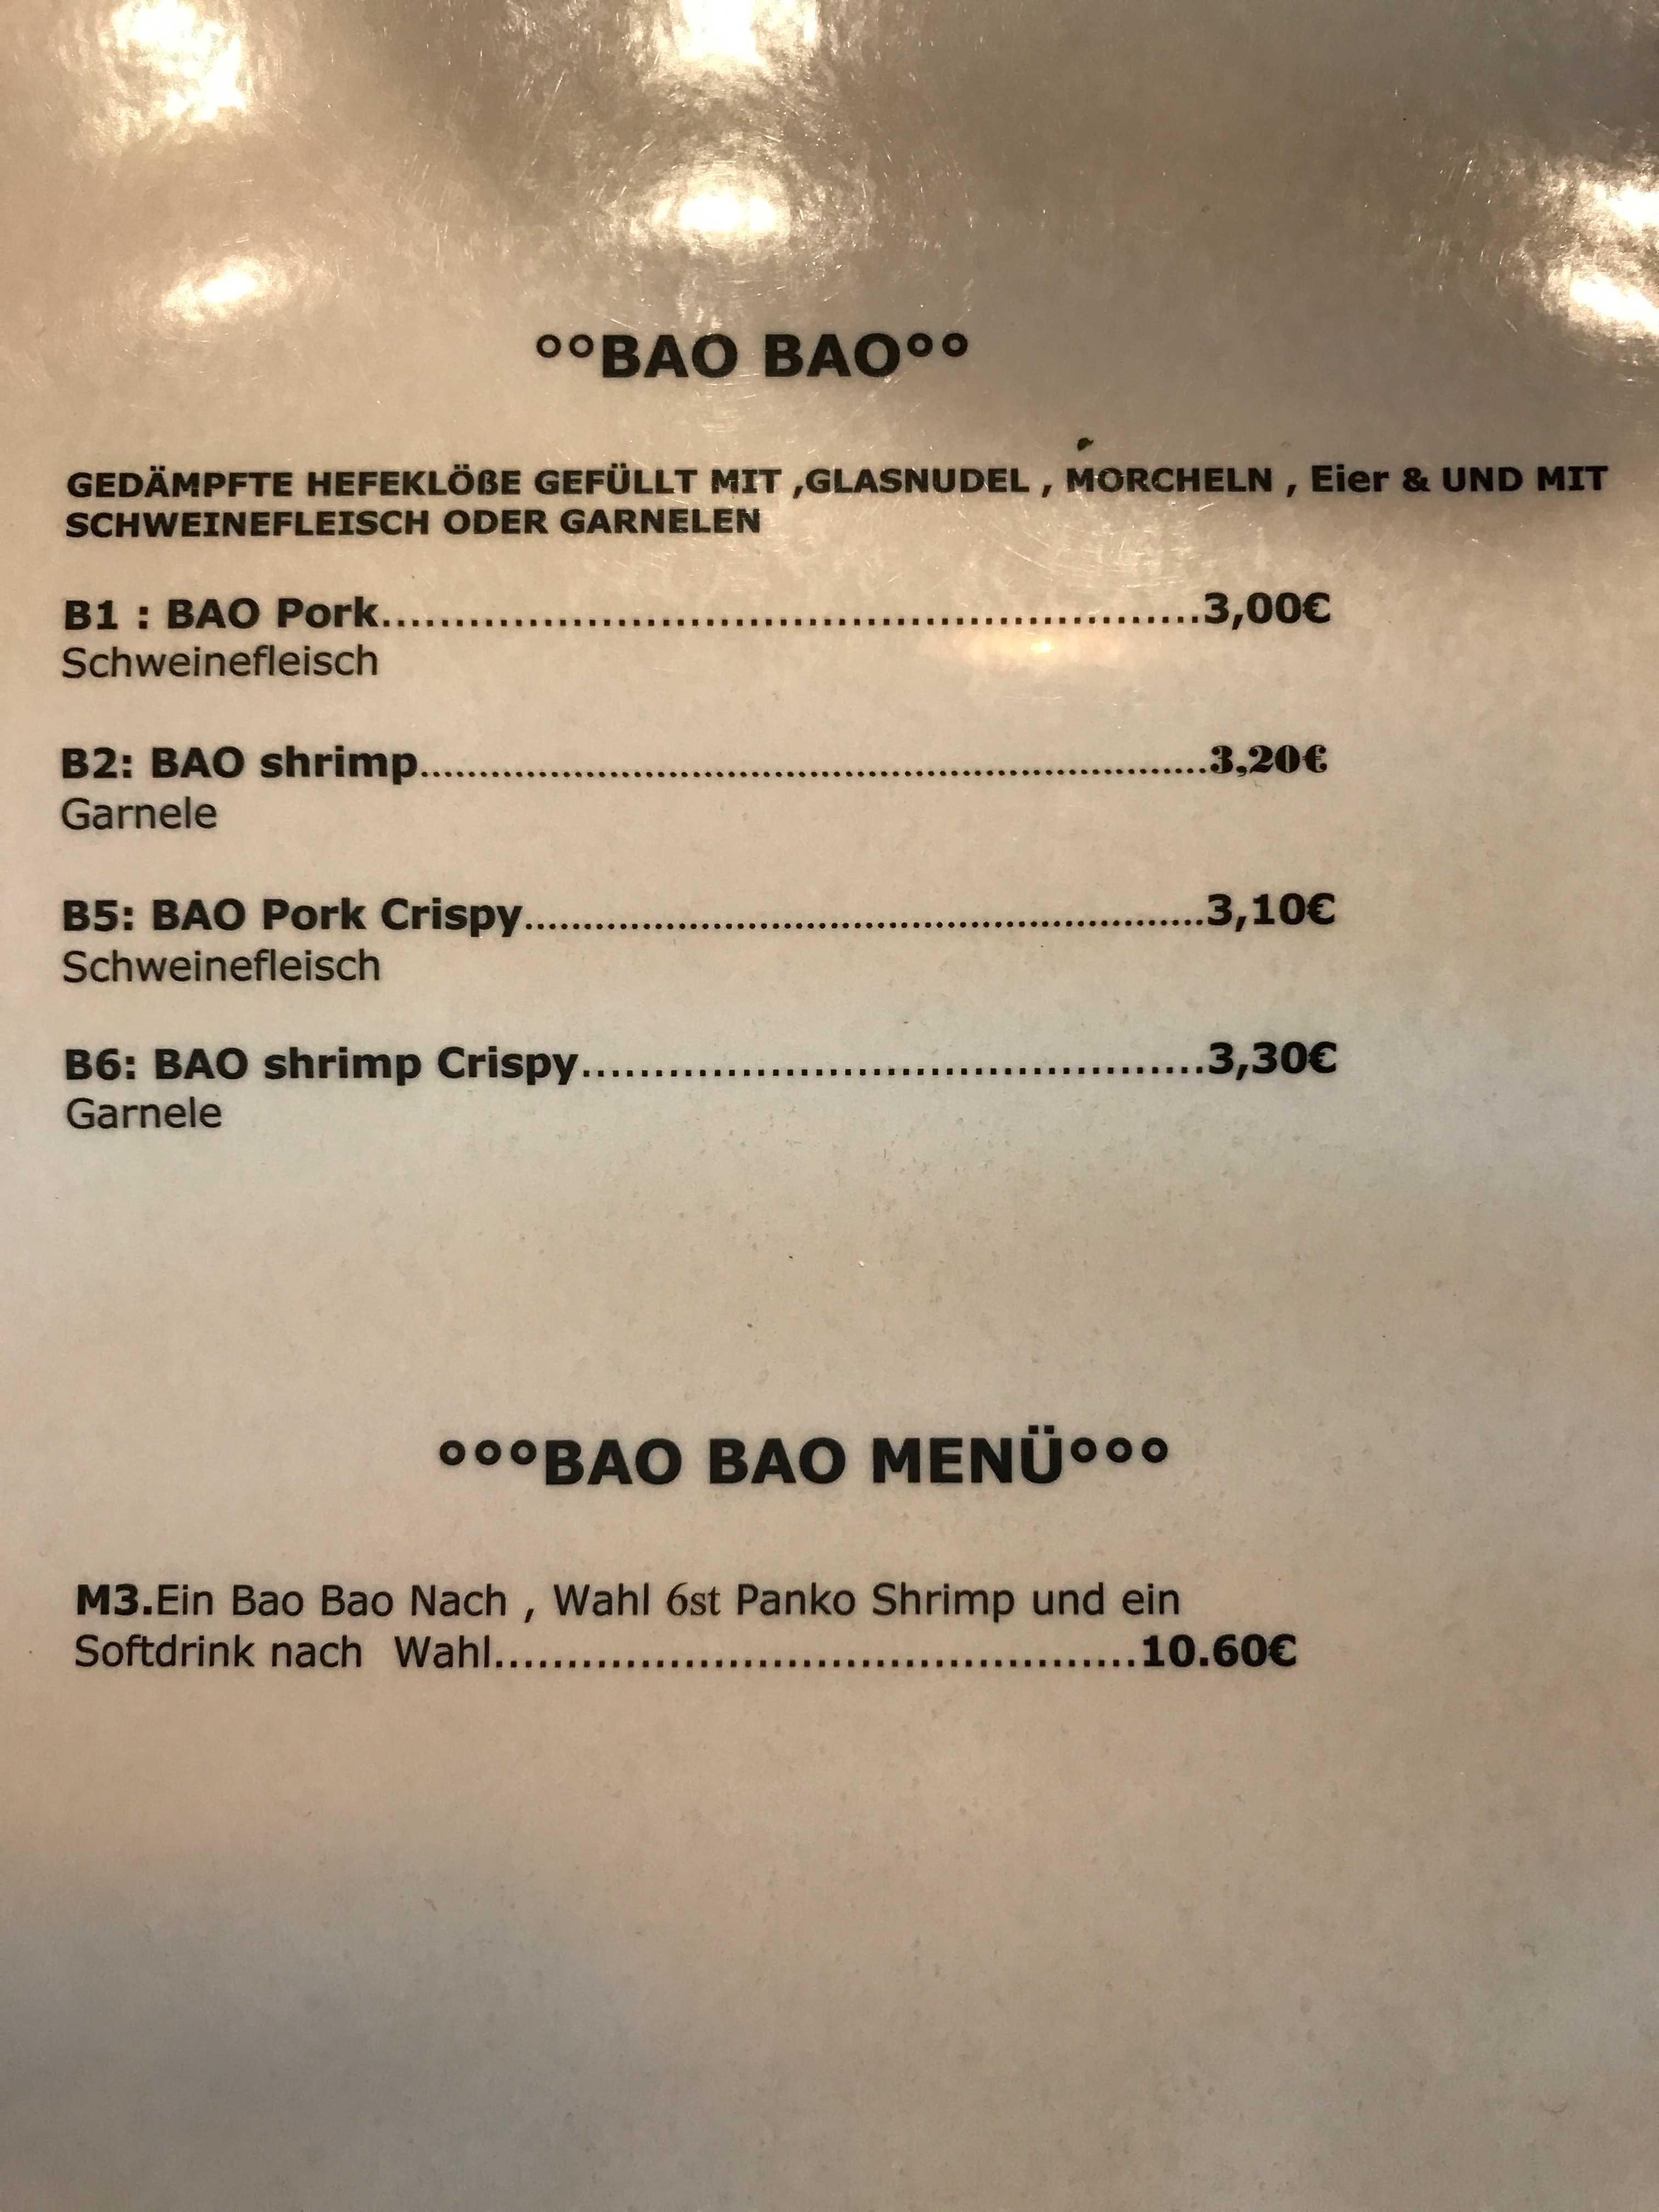 °°BAO BAO°°
GEDÄMPFTE HEFEKLÖßE GEFÜLLT MIT ,GLASNUDEL , MORCHELN , Eier & UND MIT
SCHWEINEFLEISCH ODER GARNELEN
B1 : BAO Pork........................................................3,00€
Schweinefleisch
B2: BAO shrimp..................................................................3,20€
Garnele
B5: BAO Pork Crispy.........................................................3,10€
Schweinefleisch
B6: BAO shrimp Crispy...........................................3,30€
Garnele
°°°BAO BAO MENÜ°°°
M3.Ein Bao Bao Nach , Wahl 6st Panko Shrimp und ein
Softdrink nach  Wahl............................................10.60€